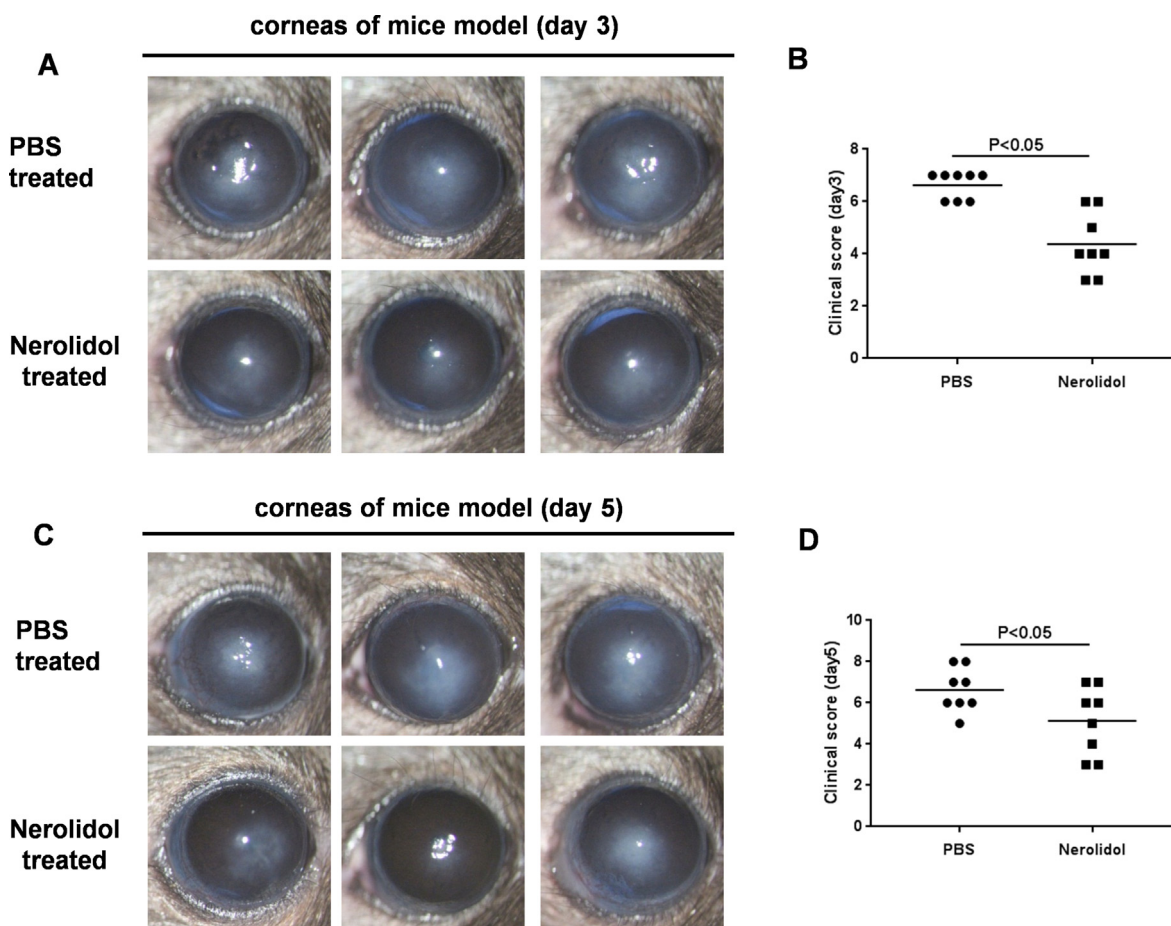 corneas of mice model (day 3)
A
PBS
treated
Nerolidol
treated
B
P<0.05
Clinical score (day3)
8
6
4
2
0
PBS
Nerolidol
corneas of mice model (day 5)
C
PBS
treated
Nerolidol
treated
D
P<0.05
Clinical score (day5)
10
8
6
4
2
0
PBS
Nerolidol